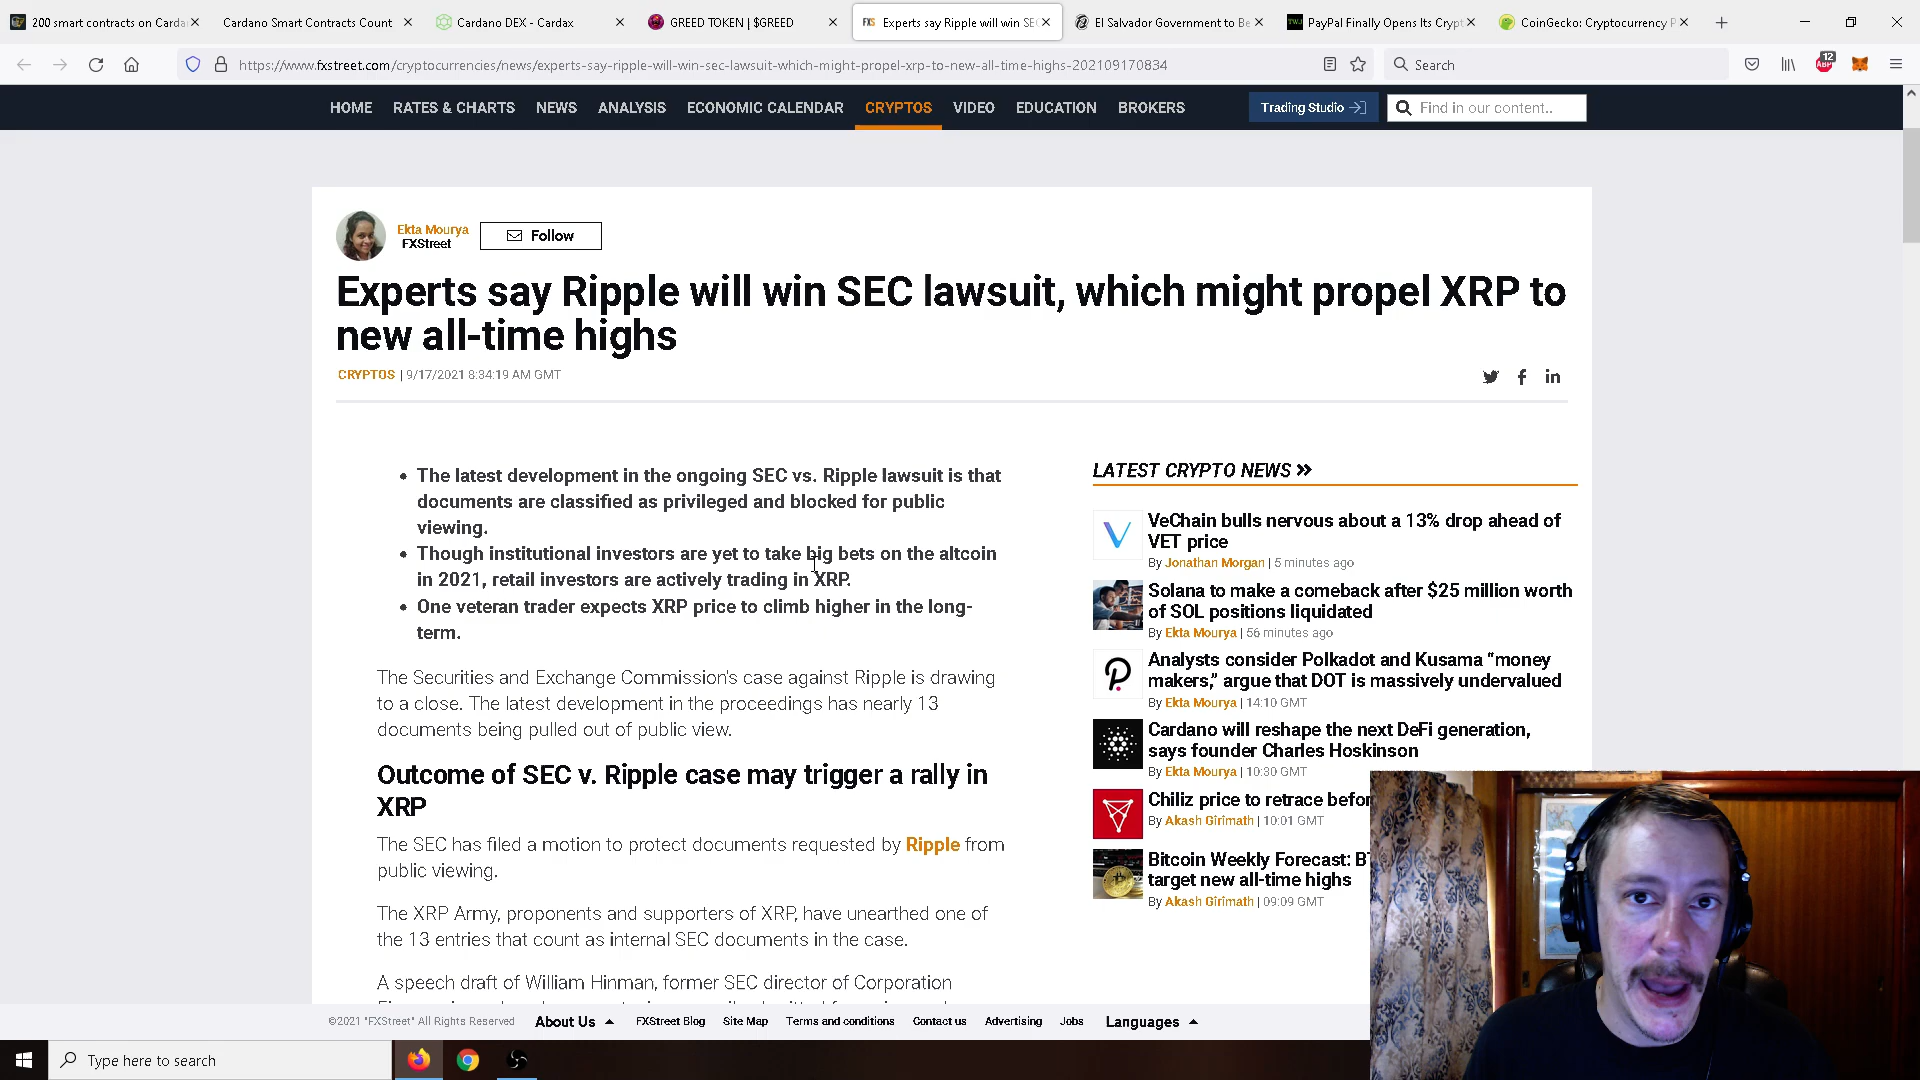 200 smart contracts on Carda
Cardano Smart Contracts Count
Cardano DEX - Cardax
GREED TOKEN | $GREED
FXS Experts say Ripple will win SE
El Salvador Government to Be
TWJ PayPal Finally Opens Its Crypt
CoinGecko: Cryptocurrency P
https://www.fxstreet.com/cryptocurrencies/news/experts-say-ripple-will-win-sec-lawsuit-which-might-propel-xrp-to-new-all-time-highs-202109170834
Search
12
ABP
HOME RATES & CHARTS NEWS ANALYSIS ECONOMIC CALENDAR CRYPTOS VIDEO EDUCATION BROKERS
Trading Studio
Find in our content..
Ekta Mourya
FXStreet
Follow
Experts say Ripple will win SEC lawsuit, which might propel XRP to
new all-time highs
CRYPTOS | 9/17/2021 8:34:19 AM GMT
The latest development in the ongoing SEC vs. Ripple lawsuit is that
documents are classified as privileged and blocked for public
viewing.
Though institutional investors are yet to take big bets on the altcoin
in 2021, retail investors are actively trading in XRP.
One veteran trader expects XRP price to climb higher in the long-
term.
The Securities and Exchange Commission's case against Ripple is drawing
to a close. The latest development in the proceedings has nearly 13
documents being pulled out of public view.
Outcome of SEC v. Ripple case may trigger a rally in
XRP
The SEC has filed a motion to protect documents requested by Ripple from
public viewing.
The XRP Army, proponents and supporters of XRP, have unearthed one of
the 13 entries that count as internal SEC documents in the case.
A speech draft of William Hinman, former SEC director of Corporation
LATEST CRYPTO NEWS
VeChain bulls nervous about a 13% drop ahead of
VET price
By Jonathan Morgan | 5 minutes ago
Solana to make a comeback after $25 million worth
of SOL positions liquidated
By Ekta Mourya | 56 minutes ago
Analysts consider Polkadot and Kusama “money
makers,” argue that DOT is massively undervalued
By Ekta Mourya | 14:10 GMT
Cardano will reshape the next DeFi generation,
says founder Charles Hoskinson
By Ekta Mourya | 10:30 GMT
Chiliz price to retrace befor
By Akash Girimath | 10:01 GMT
Bitcoin Weekly Forecast: BT
target new all-time highs
By Akash Girimath | 09:09 GMT
©2021 "FXStreet" All Rights Reserved
About Us
FXStreet Blog Site Map Terms and conditions Contact us Advertising Jobs
Languages
Type here to search